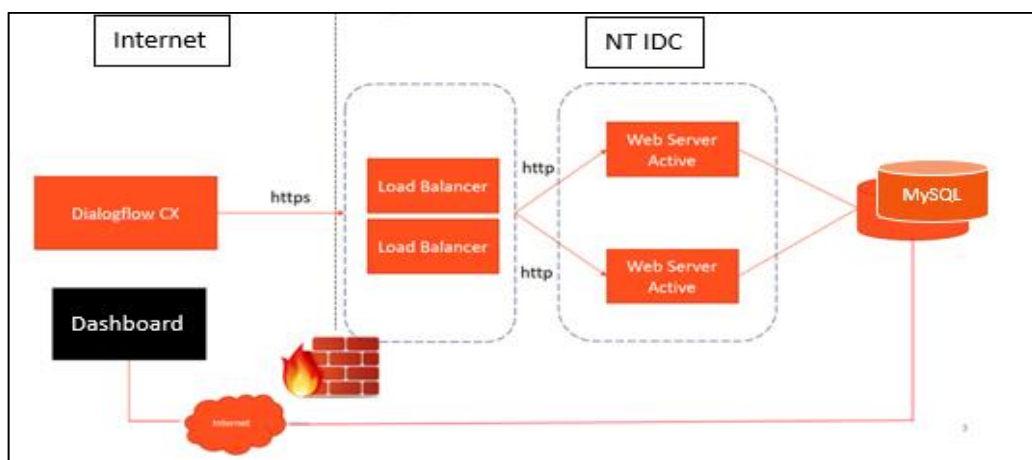 Internet
NT IDC
Web Server
Active
http
Load Balancer
https
Dialogflow CX
MySQL
Load Balancer
http
Web Server
Active
Dashboard
Internet
3